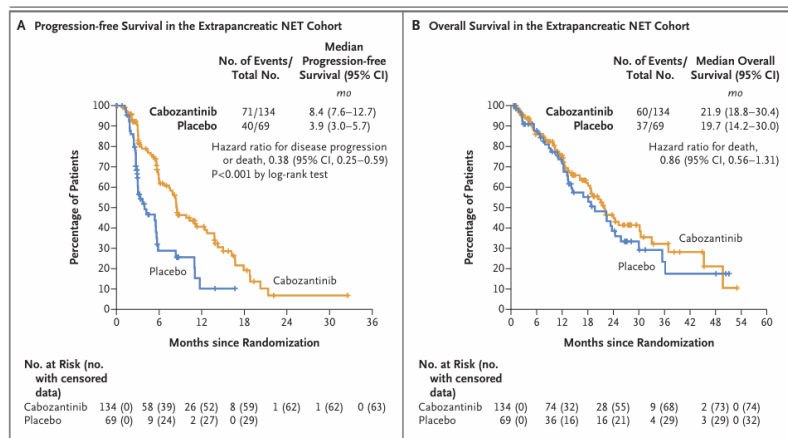 A Progression-free Survival in the Extrapancreatic NET Cohort
No. of Events/
Total No.
Median
Progression-free
Survival (95% CI)
mo
Cabozantinib 71/134 8.4 (7.6–12.7)
Placebo 40/69 3.9 (3.0–5.7)
Hazard ratio for disease progression
or death, 0.38 (95% CI, 0.25–0.59)
P<0.001 by log-rank test
Percentage of Patients
100
90
80
70
60
50
40
30
20
10
0
Placebo
Cabozantinib
0 6 12 18 24 30 36
Months since Randomization
No. at Risk (no.
with censored
data)
Cabozantinib 134 (0) 58 (39) 26 (52) 8 (59) 1 (62) 1 (62) 0 (63)
Placebo 69 (0) 9 (24) 2 (27) 0 (29)
B Overall Survival in the Extrapancreatic NET Cohort
No. of Events/
Total No.
Median Overall
Survival (95% CI)
mo
Cabozantinib 60/134 21.9 (18.8–30.4)
Placebo 37/69 19.7 (14.2–30.0)
Hazard ratio for death,
0.86 (95% CI, 0.56–1.31)
Percentage of Patients
100
90
80
70
60
50
40
30
20
10
0
Cabozantinib
Placebo
0 6 12 18 24 30 36 42 48 54 60
Months since Randomization
No. at Risk (no.
with censored
data)
Cabozantinib 134 (0) 74 (32) 28 (55) 9 (68) 2 (73) 0 (74)
Placebo 69 (0) 36 (16) 16 (21) 4 (29) 3 (29) 0 (32)